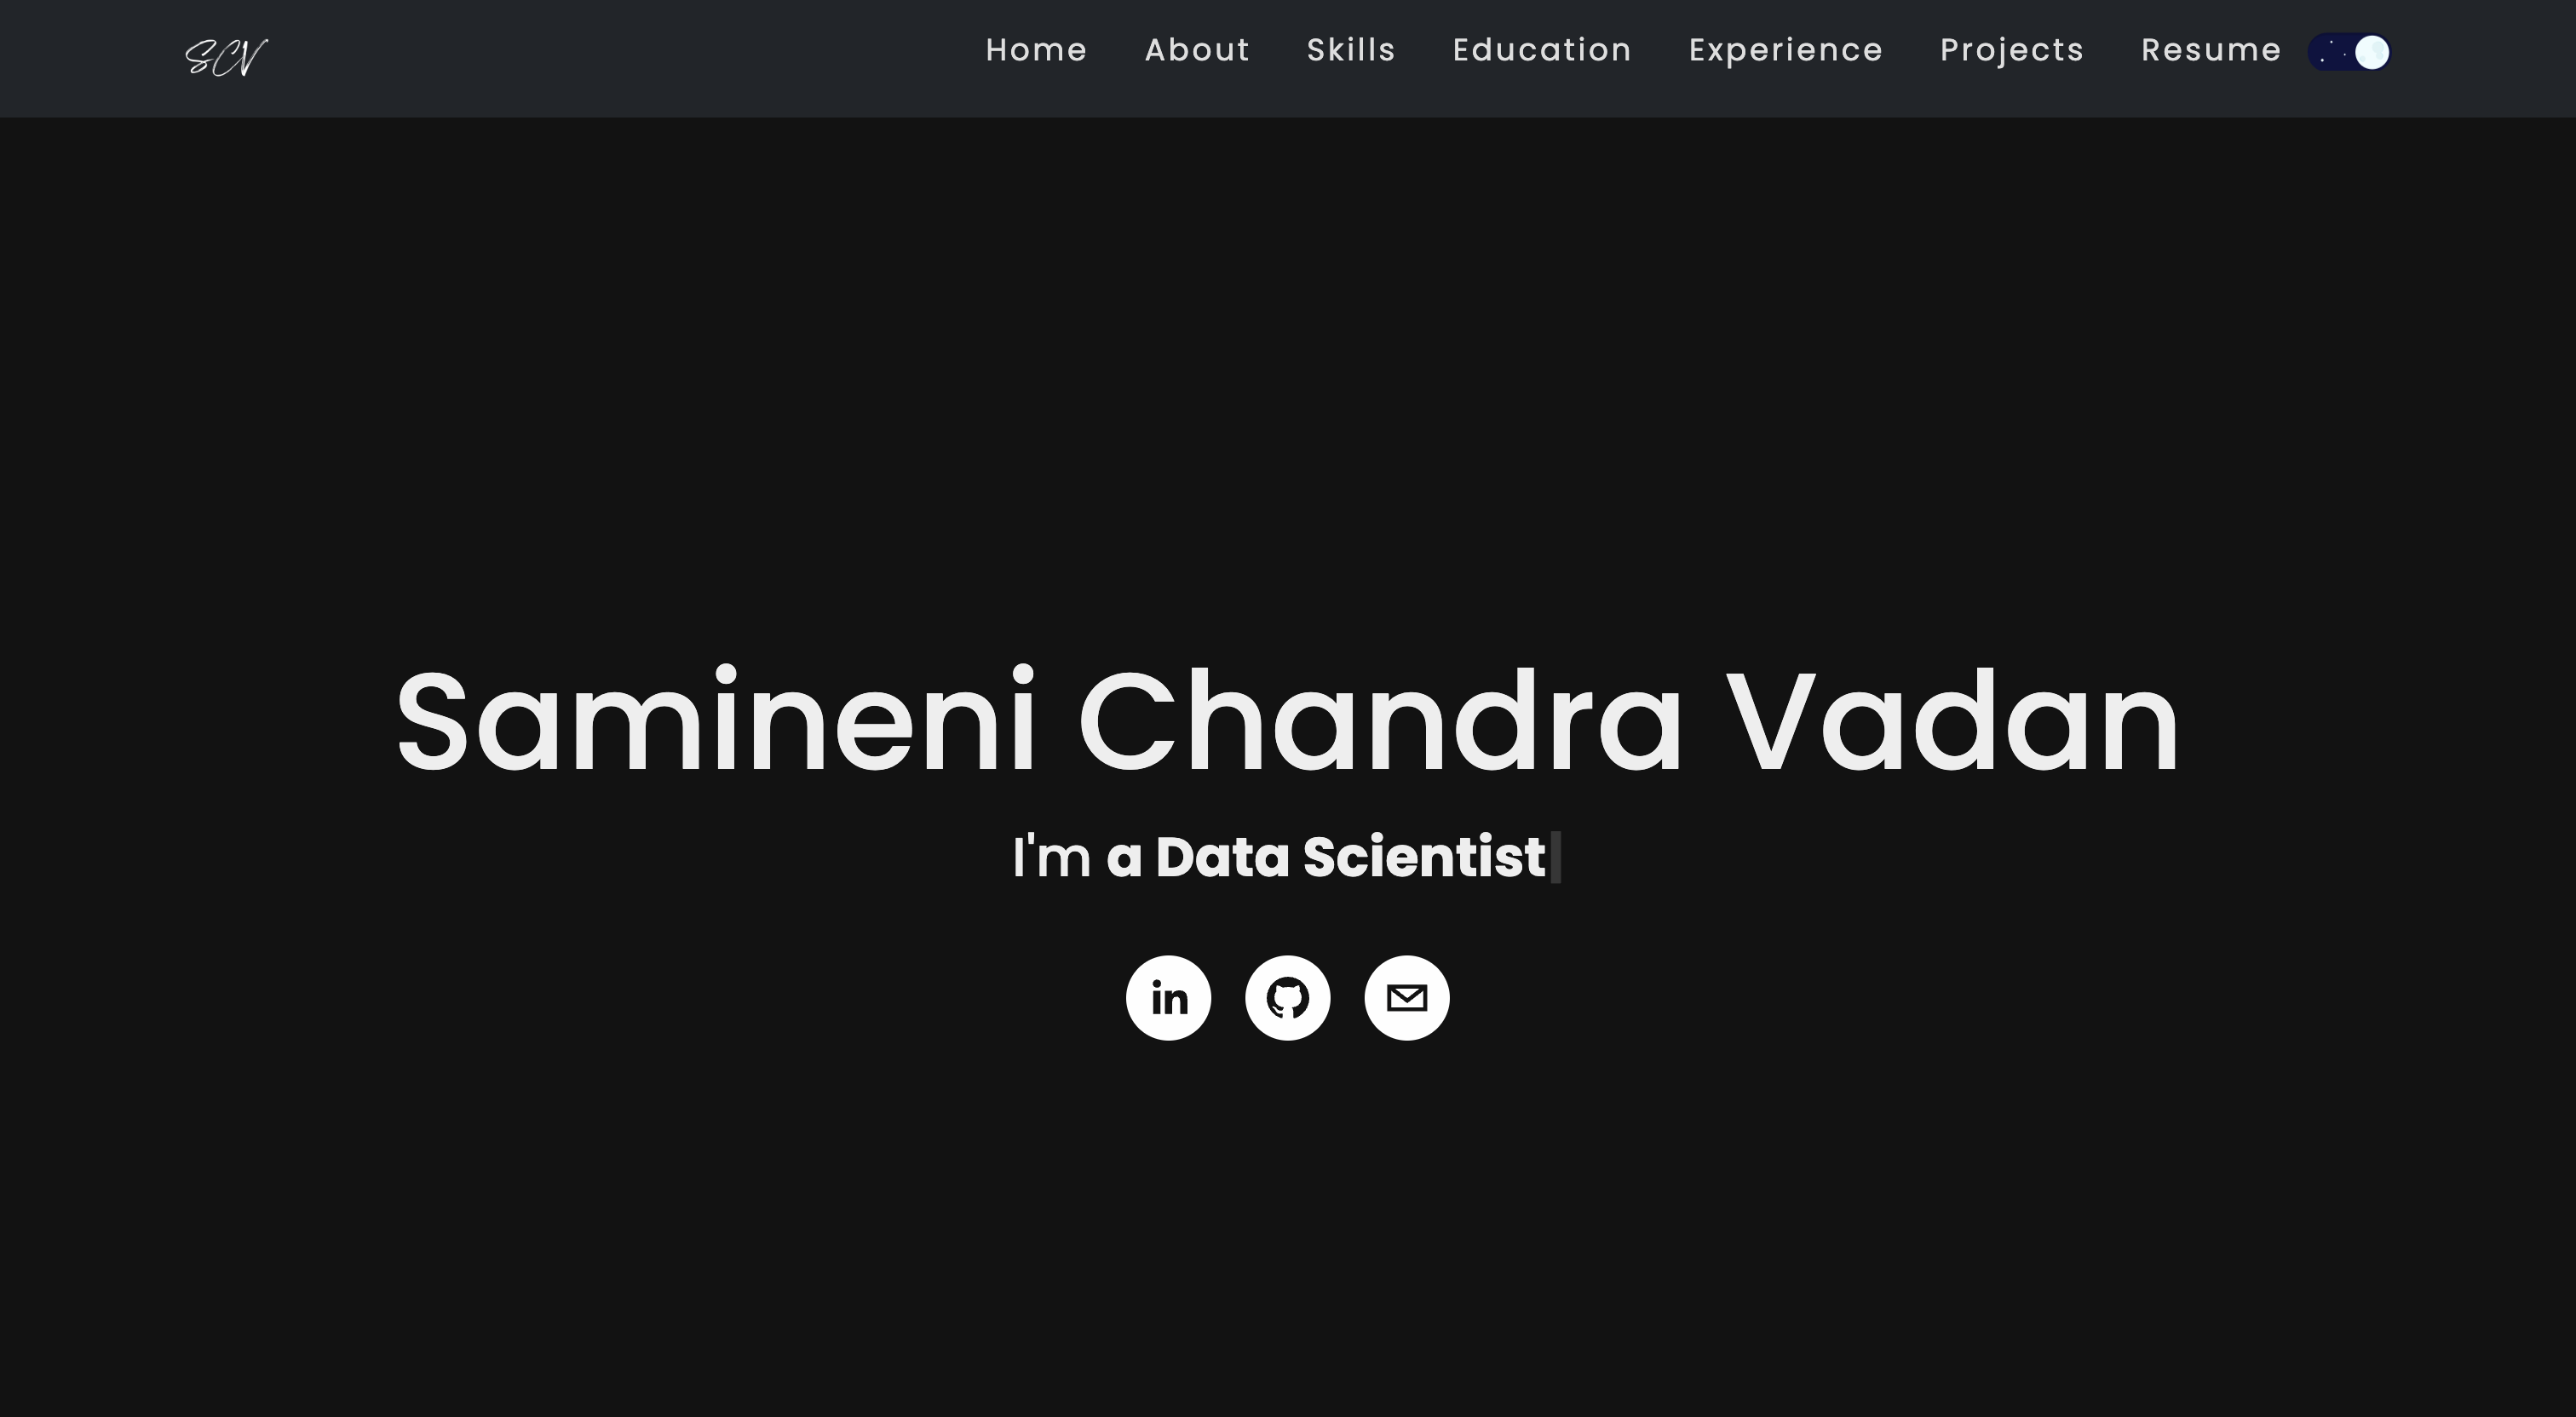 SCV
Home About Skills Education Experience Projects Resume
Samineni Chandra Vadan
I'm a Data Scientist
in